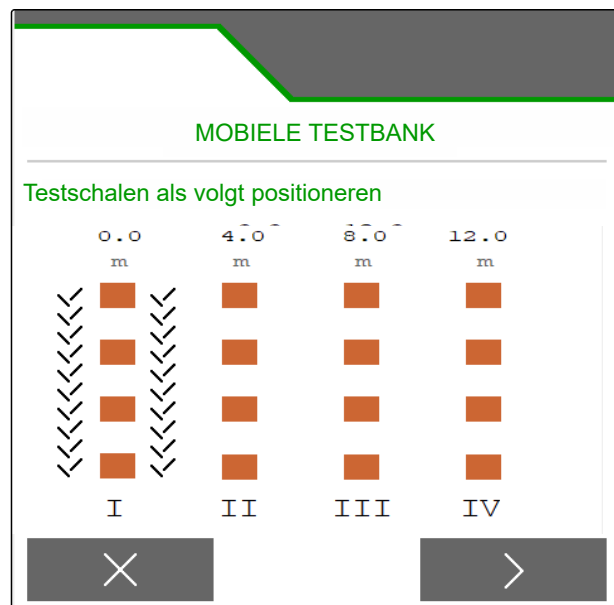 MOBIELE TESTBANK
Testschalen als volgt positioneren
0.0 4.0 8.0 12.0
m m m m
I II III IV